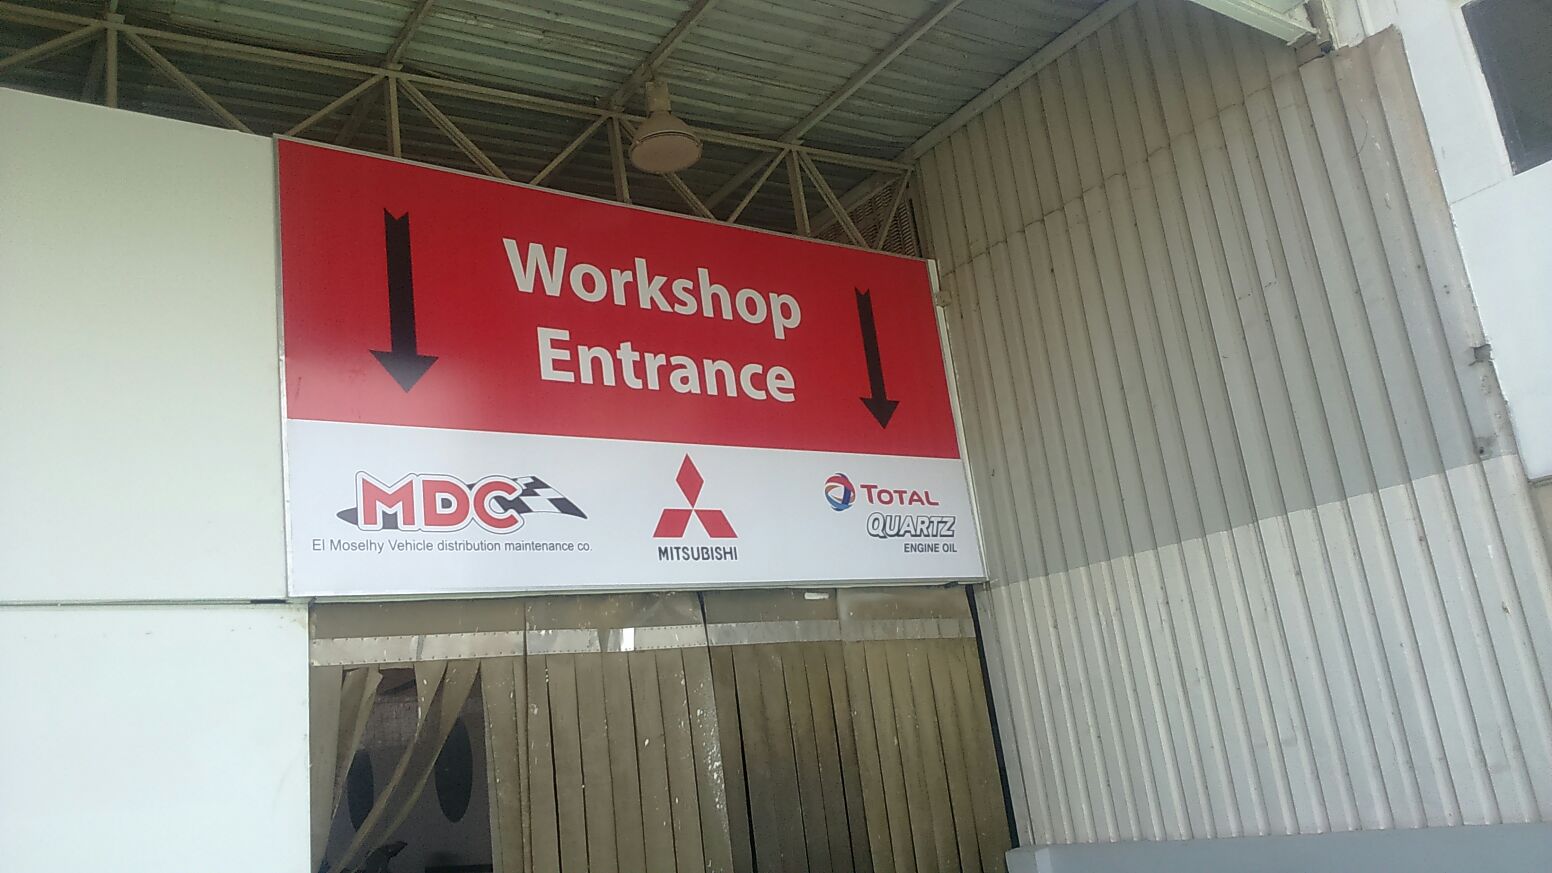 Workshop
Entrance
MDC
El Moselhy Vehicle distribution maintenance co.
MITSUBISHI
TOTAL
QUARTZ
ENGINE OIL